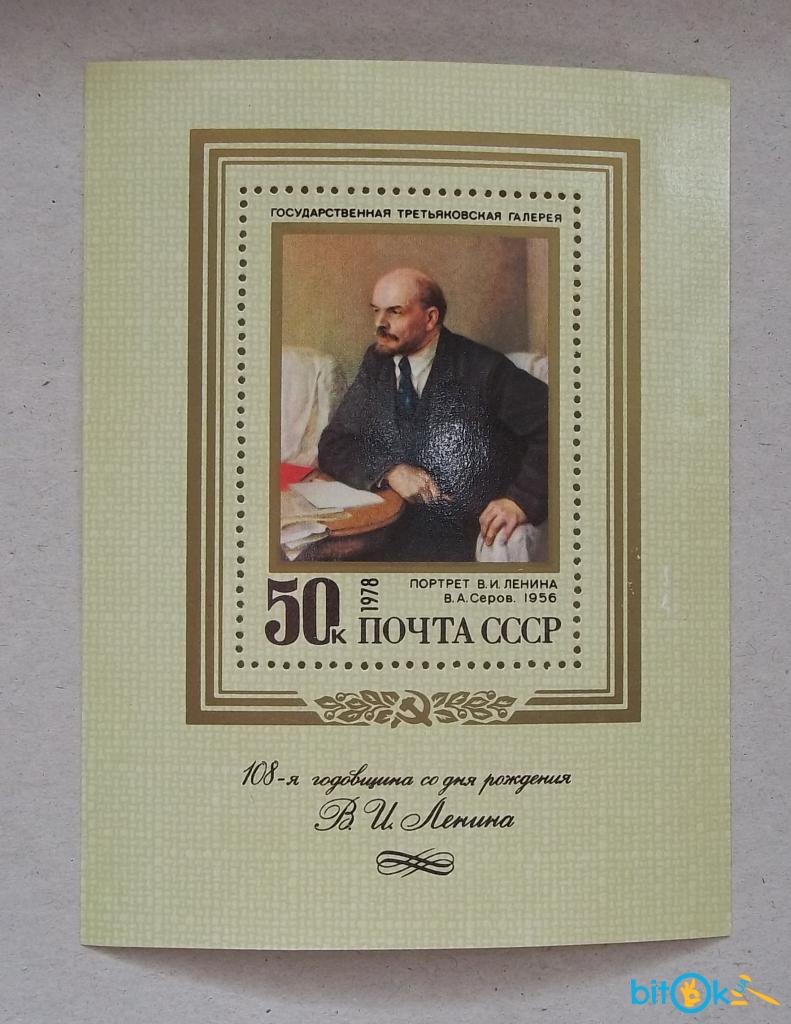 ГОСУДАРСТВЕННАЯ ТРЕТЬЯКОВСКАЯ ГАЛЕРЕЯ
ПОРТРЕТ В.И. ЛЕНИНА
В.А. Серов. 1956
50к 1978 ПОЧТА СССР
108-я годовщина со дня рождения
В. И. Ленина
bitOk